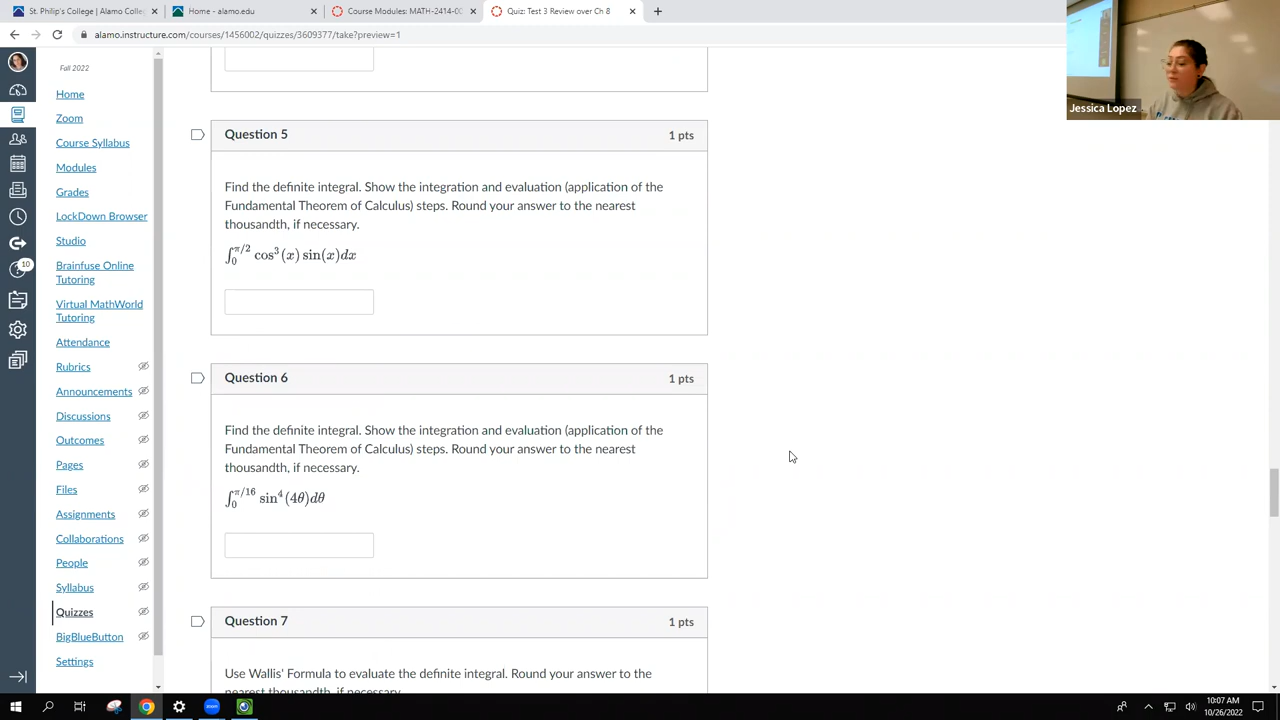 St. Philip's College | Alamo Colleg
Home - alamo.edu
Course Modules: MATH-2414-00
Quiz: Test 3 Review over Ch 8
alamo.instructure.com/courses/1456002/quizzes/3609377/take?preview=1
Jessica Lopez
Fall 2022
Home
Zoom
Course Syllabus
Modules
Grades
LockDown Browser
Studio
Brainfuse Online
Tutoring
Virtual MathWorld
Tutoring
Attendance
Rubrics
Announcements
Discussions
Outcomes
Pages
Files
Assignments
Collaborations
People
Syllabus
Quizzes
BigBlueButton
Settings
10
Question 5
1 pts
Find the definite integral. Show the integration and evaluation (application of the
Fundamental Theorem of Calculus) steps. Round your answer to the nearest
thousandth, if necessary.
∫₀^π/2 cos³(x) sin(x)dx
Question 6
1 pts
Find the definite integral. Show the integration and evaluation (application of the
Fundamental Theorem of Calculus) steps. Round your answer to the nearest
thousandth, if necessary.
∫₀^π/16 sin⁴(4θ)dθ
Question 7
1 pts
Use Wallis' Formula to evaluate the definite integral. Round your answer to the
nearest thousandth, if necessary.
10:07 AM
10/26/2022